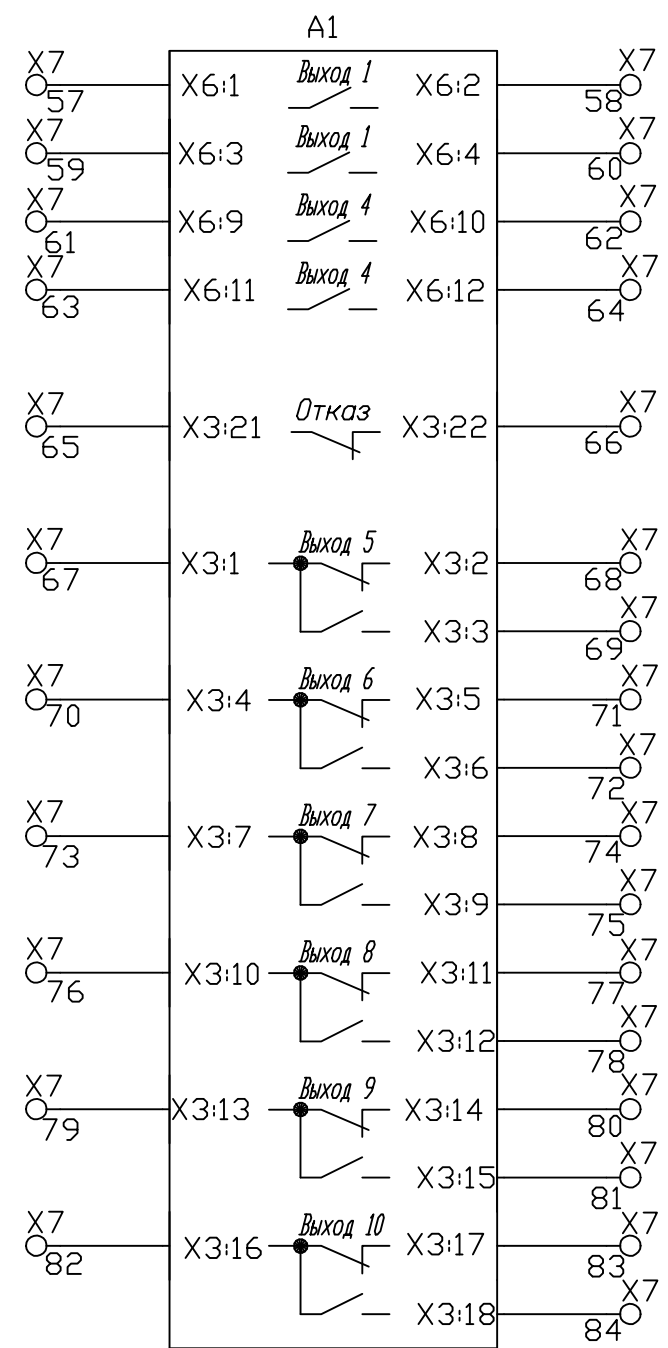 A1
X7 X6:1 Выход 1 X6:2 X7
57 58
X7 X6:3 Выход 1 X6:4 X7
59 60
X7 X6:9 Выход 4 X6:10 X7
61 62
X7 X6:11 Выход 4 X6:12 X7
63 64
X7 X3:21 Отказ X3:22 X7
65 66
X7 X3:1 Выход 5 X3:2 X7
67 68
X3:3 X7
69
X7 X3:4 Выход 6 X3:5 X7
70 71
X3:6 X7
72
X7 X3:7 Выход 7 X3:8 X7
73 74
X3:9 X7
75
X7 X3:10 Выход 8 X3:11 X7
76 77
X3:12 X7
78
X7 X3:13 Выход 9 X3:14 X7
79 80
X3:15 X7
81
X7 X3:16 Выход 10 X3:17 X7
82 83
X3:18 X7
84